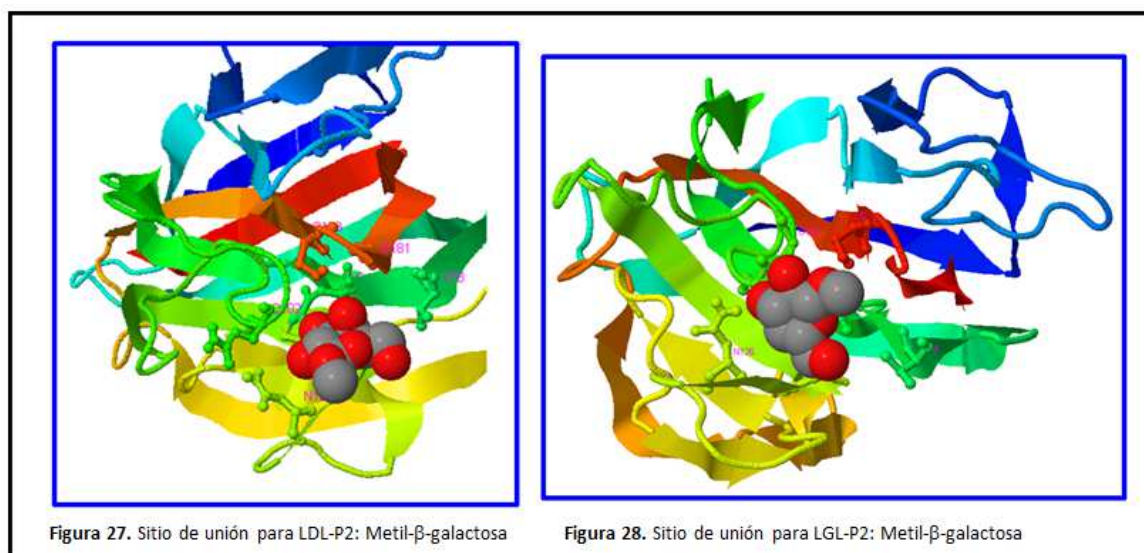 N126
Figura 27. Sitio de unión para LDL-P2: Metil-β-galactosa
Figura 28. Sitio de unión para LGL-P2: Metil-β-galactosa